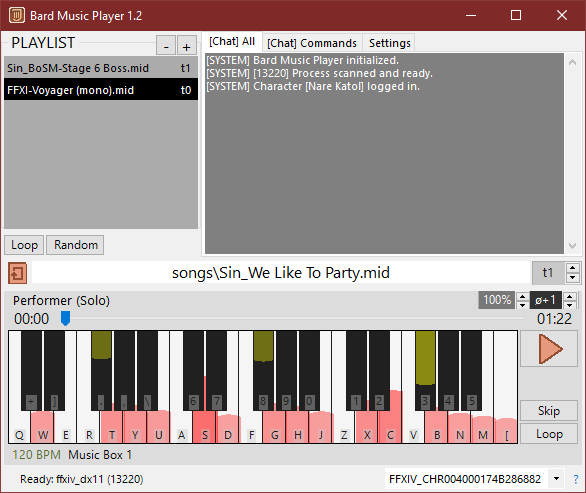 Bard Music Player 1.2
PLAYLIST
- +
[Chat] All [Chat] Commands Settings
Sin_BoSM-Stage 6 Boss.mid t1
FFXI-Voyager (mono).mid t0
[SYSTEM] Bard Music Player initialized.
[SYSTEM] [13220] Process scanned and ready.
[SYSTEM] Character [Nare Katol] logged in.
Loop Random
songs\Sin_We Like To Party.mid
t1
Performer (Solo)
100% ø+1
00:00
01:22
+ ] . , \ 6 7 8 9 0 1 2 3 4 5
Q W E R T Y U A S D F G H J Z X C V B N M [
Skip
Loop
120 BPM Music Box 1
Ready: ffxiv_dx11 (13220)
FFXIV_CHR004000174B286882
?